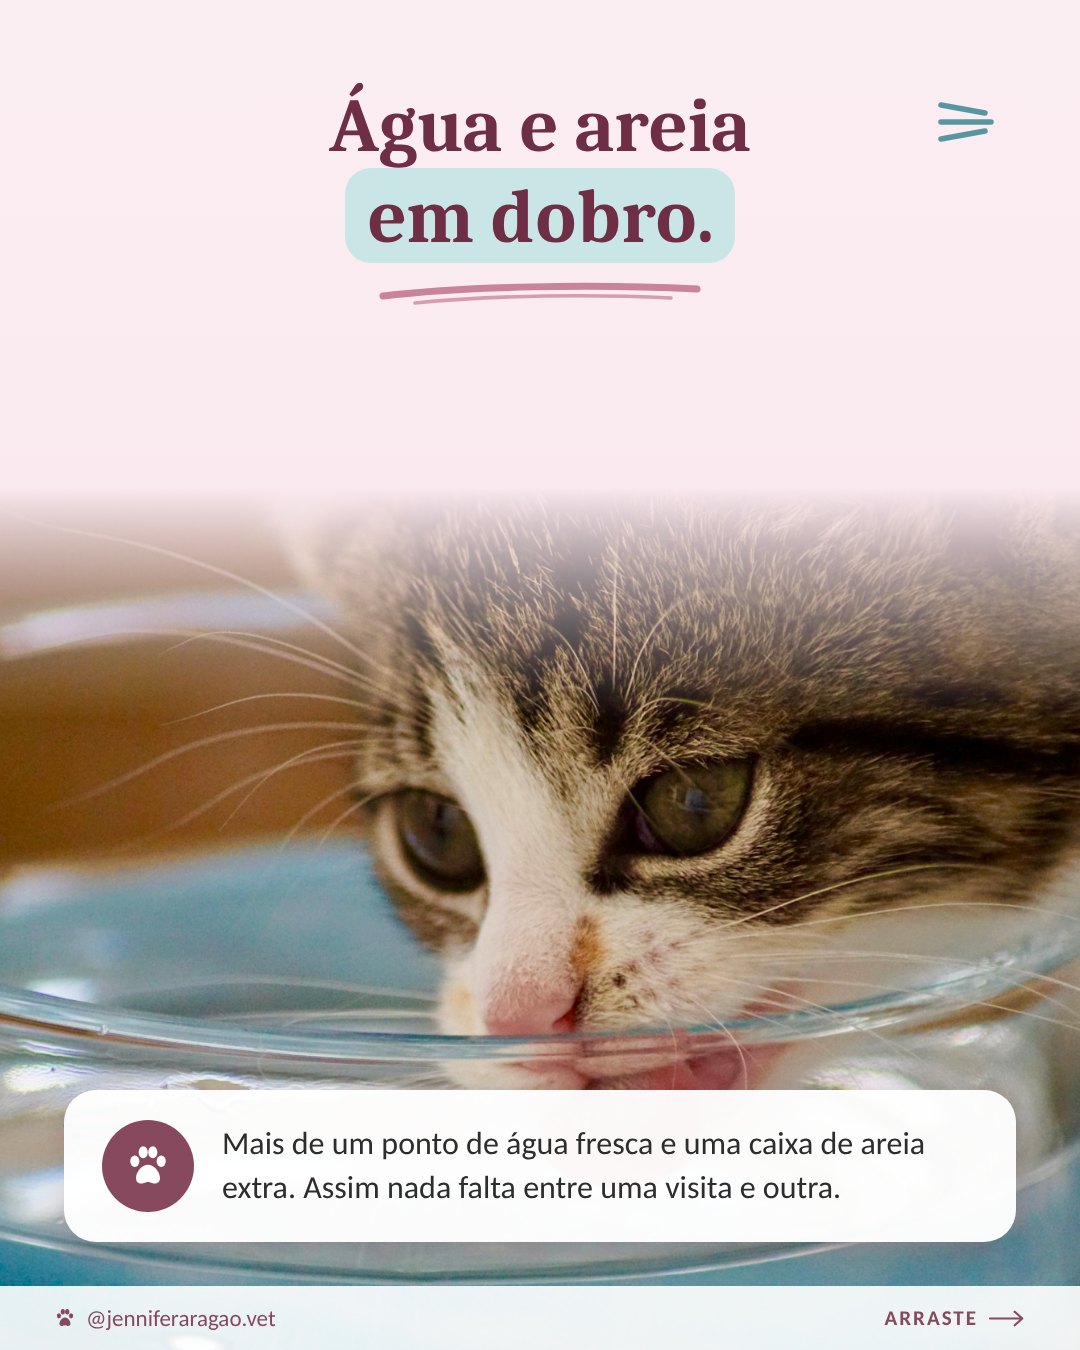 Água e areia
em dobro.
Mais de um ponto de água fresca e uma caixa de areia
extra. Assim nada falta entre uma visita e outra.
@jenniferaragao.vet
ARRASTE